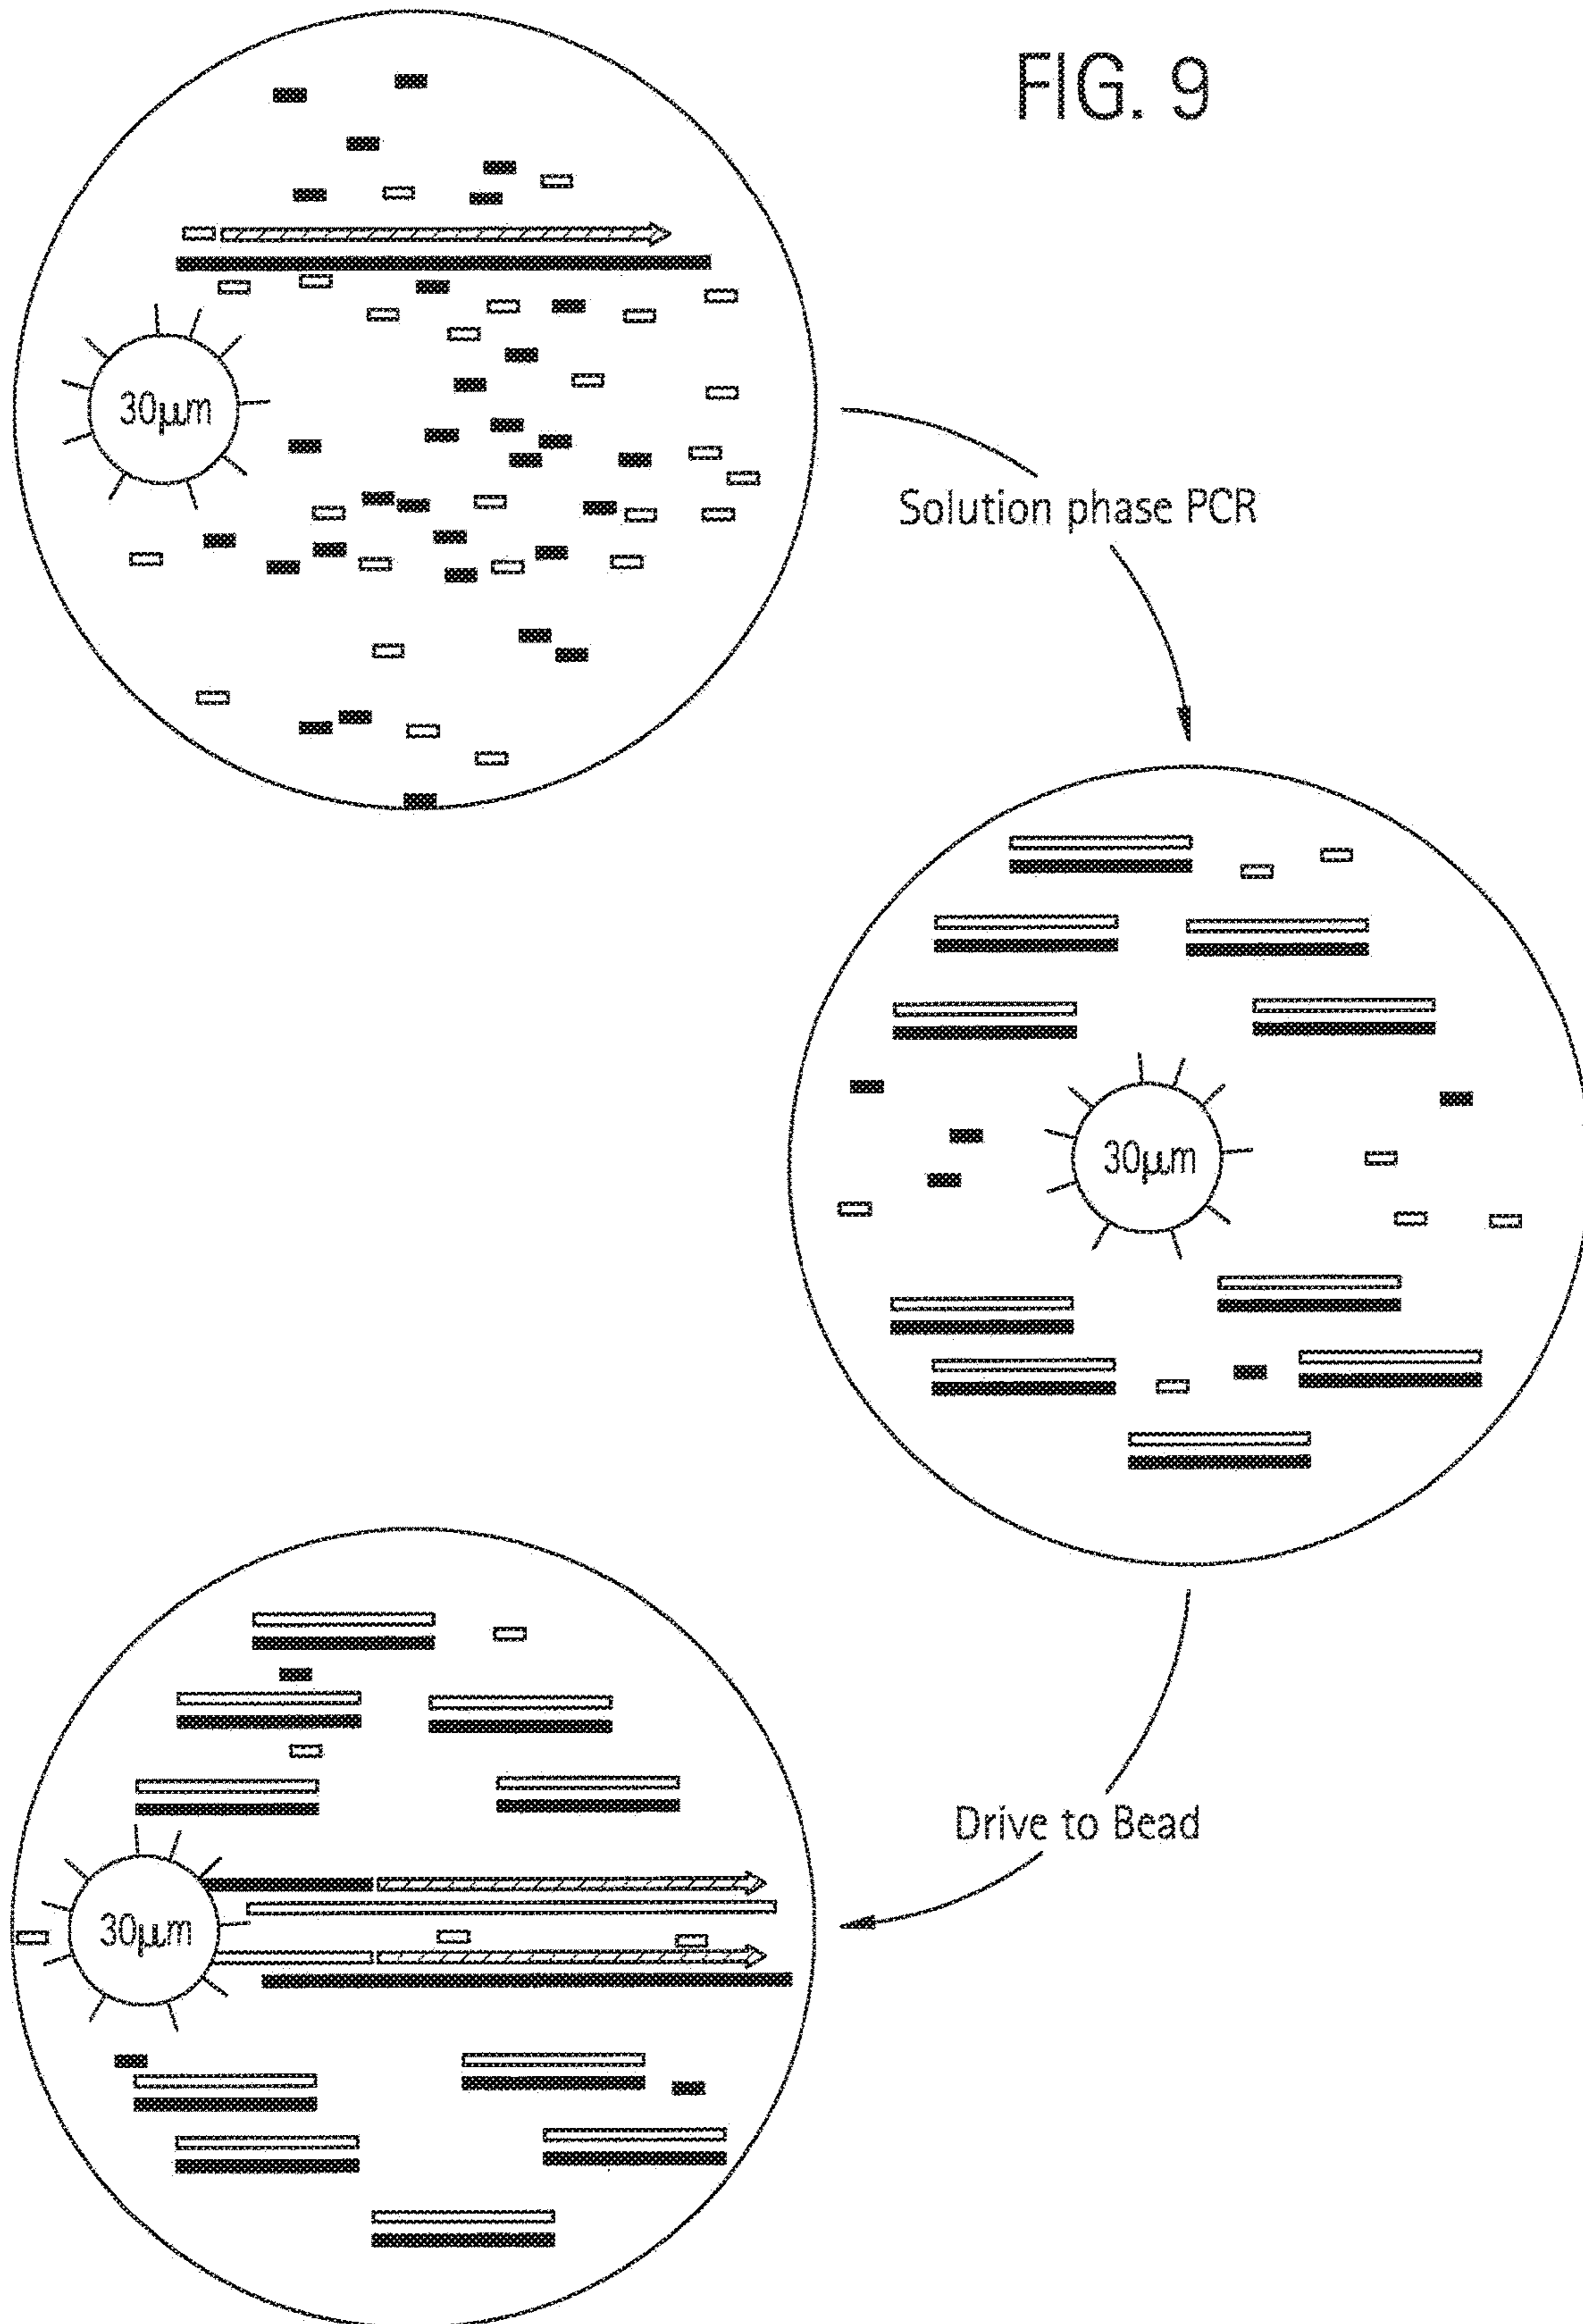 FIG. 9
30µm
Solution phase PCR
30µm
Drive to Bead
30µm